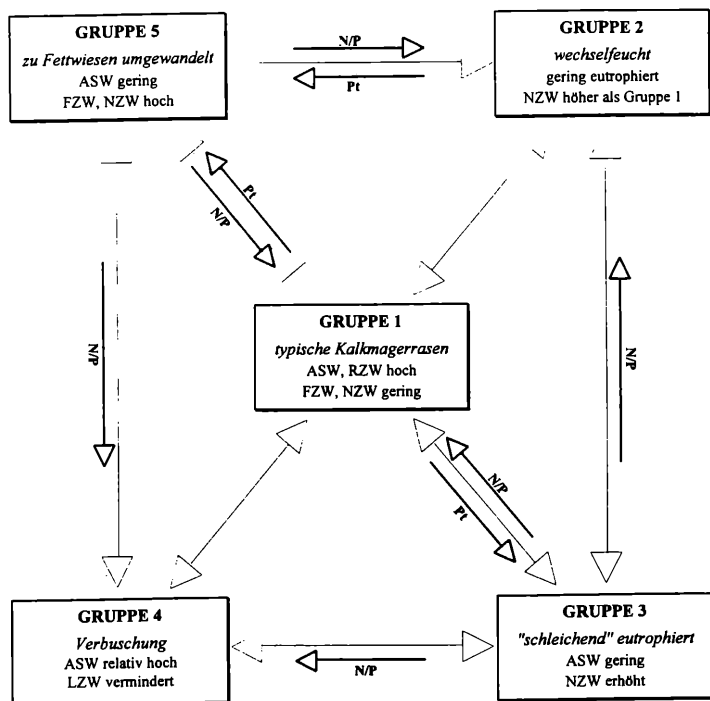 GRUPPE 5
zu Fettwiesen umgewandelt
ASW gering
FZW, NZW hoch
N/P
Pt
GRUPPE 2
wechselfeucht
gering eutrophiert
NZW höher als Gruppe 1
Pt
N/P
N/P
N/P
GRUPPE 1
typische Kalkmagerrasen
ASW, RZW hoch
FZW, NZW gering
N/P
Pt
GRUPPE 4
Verbuschung
ASW relativ hoch
LZW vermindert
N/P
GRUPPE 3
"schleichend" eutrophiert
ASW gering
NZW erhöht